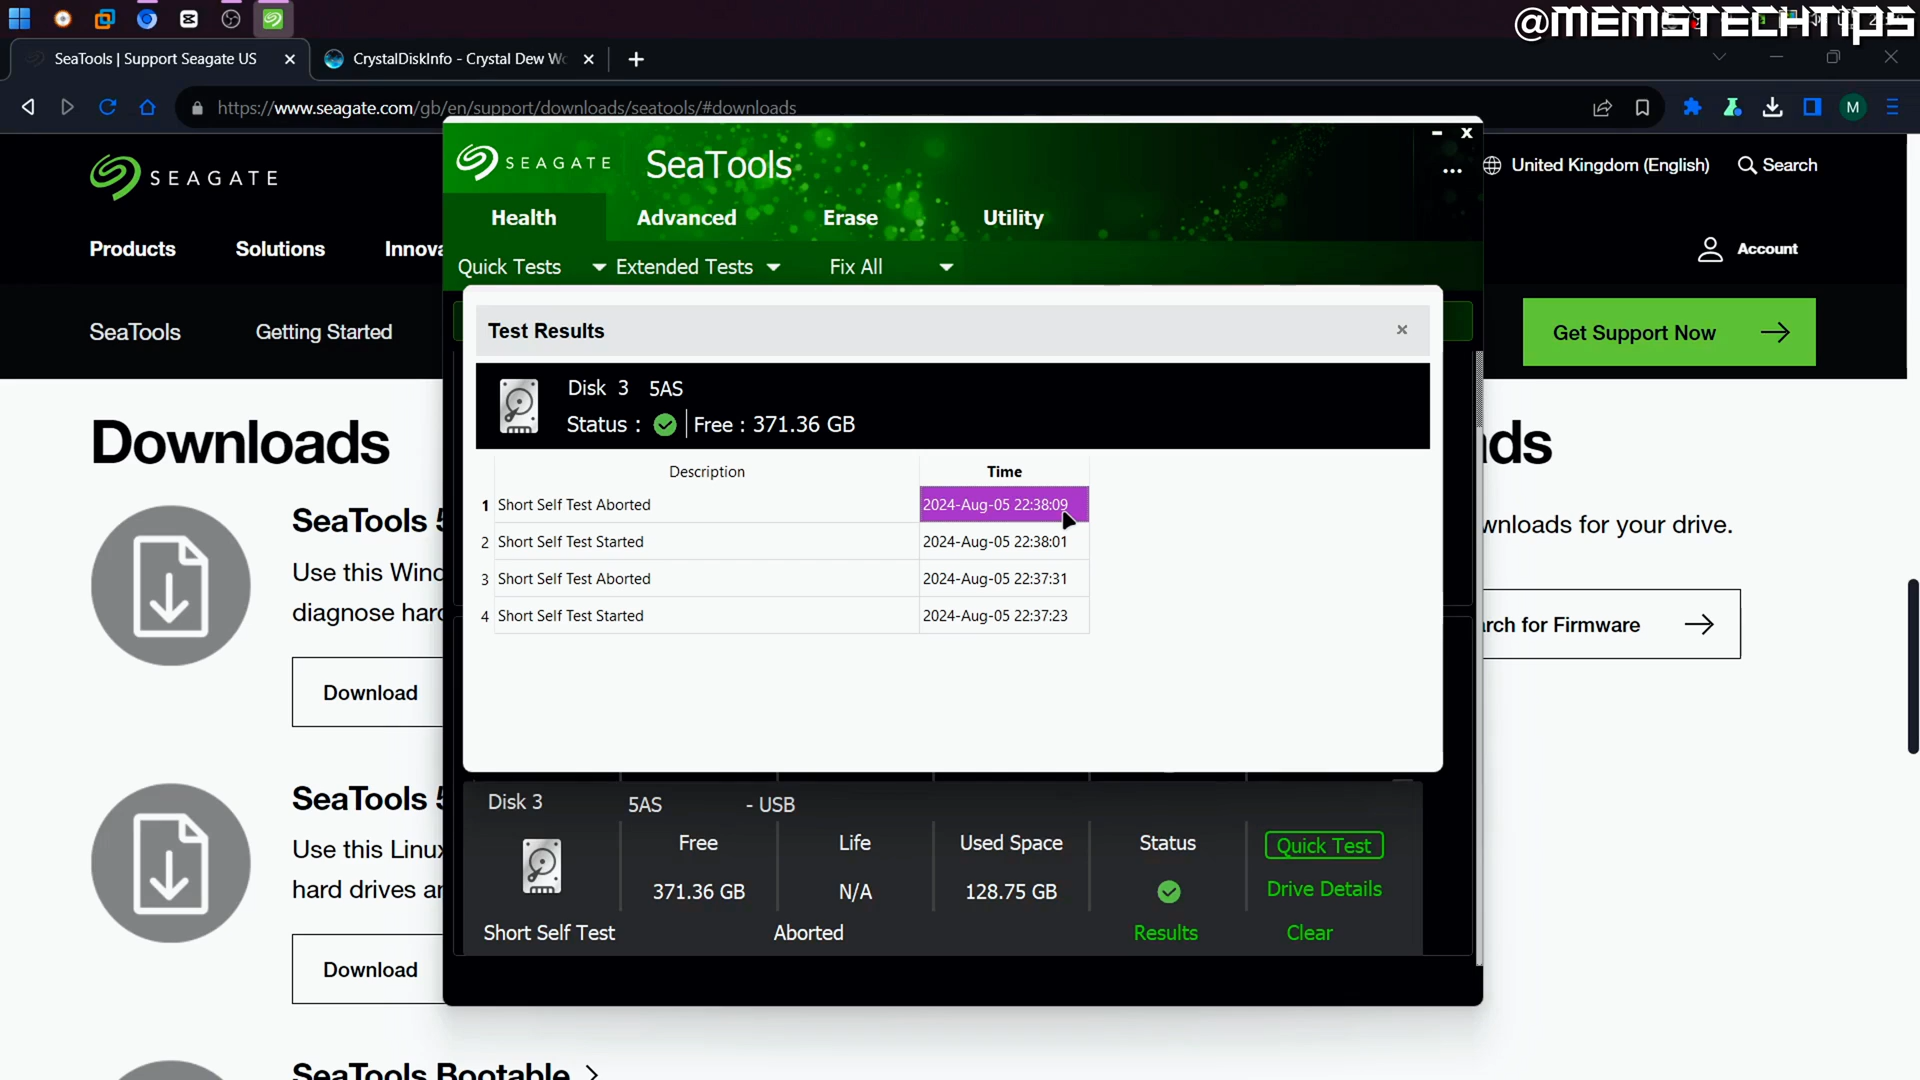 @MEMSTECHTIPS
SeaTools | Support Seagate US
CrystalDiskInfo - Crystal Dew Wo
https://www.seagate.com/gb/en/support/downloads/seatools/#downloads
M
SEAGATE
SEAGATE
SeaTools
United Kingdom (English)
Search
Health
Advanced
Erase
Utility
Products
Solutions
Innova
Account
Quick Tests
Extended Tests
Fix All
SeaTools
Getting Started
Get Support Now
Test Results
Disk 3 5AS
Status : Free : 371.36 GB
Downloads
ds
Description
Time
1 Short Self Test Aborted 2024-Aug-05 22:38:09
2 Short Self Test Started 2024-Aug-05 22:38:01
3 Short Self Test Aborted 2024-Aug-05 22:37:31
4 Short Self Test Started 2024-Aug-05 22:37:23
SeaTools 5
Use this Wind
diagnose hard
Download
wnloads for your drive.
rch for Firmware
Disk 3 5AS - USB
Free
Life
Used Space
Status
Quick Test
371.36 GB
N/A
128.75 GB
Drive Details
Short Self Test
Aborted
Results
Clear
SeaTools 5
Use this Linux
hard drives an
Download
SeaTools Bootable